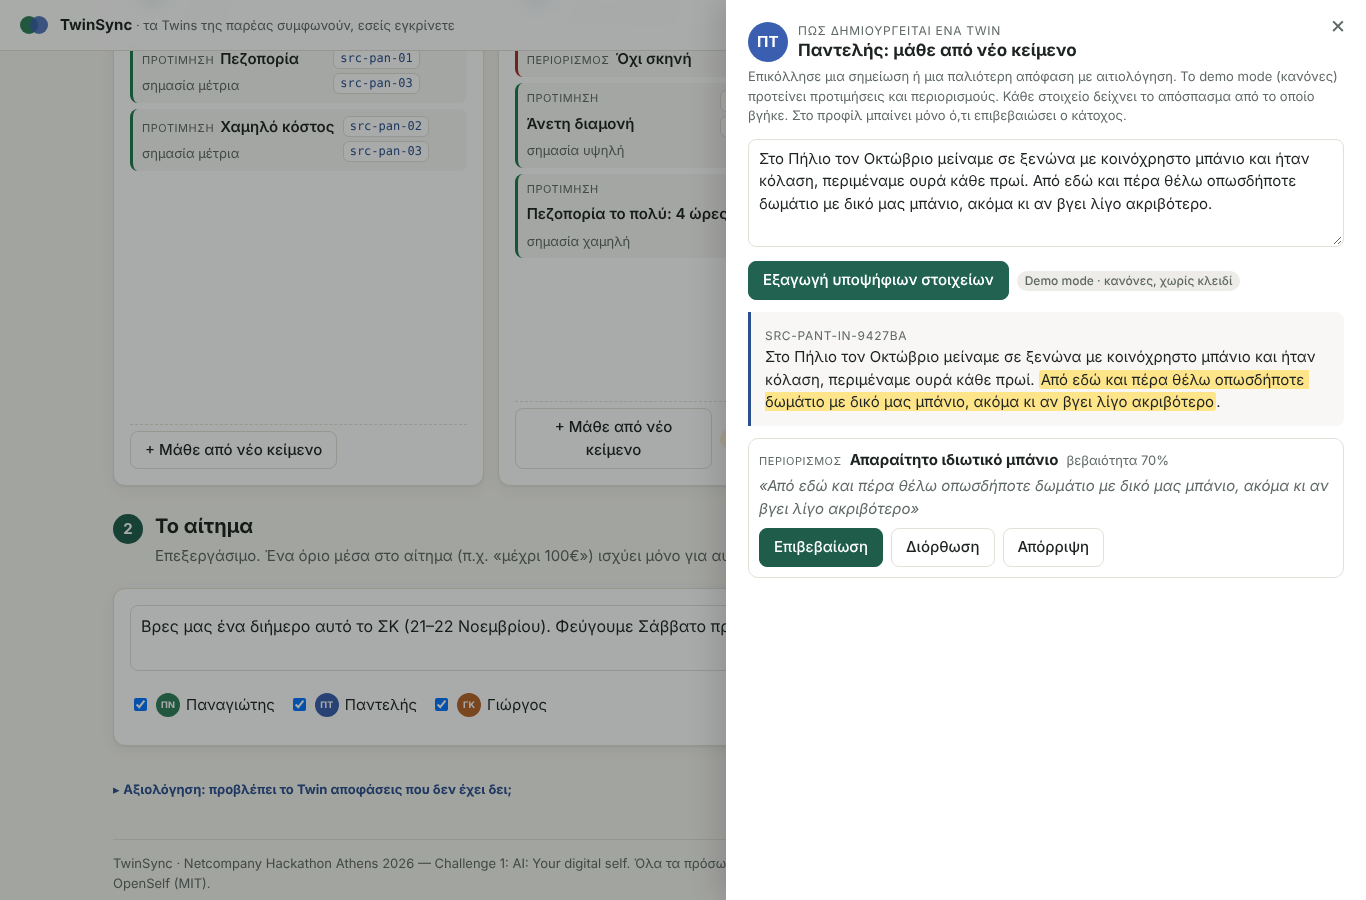 TwinSync · τα Twins της παρέας συμφωνούν, εσείς εγκρίνετε
ΠΡΟΤΙΜΗΣΗ Πεζοπορία src-pan-01
σημασία μέτρια src-pan-03
ΠΡΟΤΙΜΗΣΗ Χαμηλό κόστος src-pan-02
σημασία μέτρια src-pan-03
+ Μάθε από νέο κείμενο
ΠΕΡΙΟΡΙΣΜΟΣ Όχι σκηνή
ΠΡΟΤΙΜΗΣΗ
Άνετη διαμονή
σημασία υψηλή
ΠΡΟΤΙΜΗΣΗ
Πεζοπορία το πολύ: 4 ώρες
σημασία χαμηλή
+ Μάθε από νέο
κείμενο
2 Το αίτημα
Επεξεργάσιμο. Ένα όριο μέσα στο αίτημα (π.χ. «μέχρι 100€») ισχύει μόνο για
Βρες μας ένα διήμερο αυτό το ΣΚ (21–22 Νοεμβρίου). Φεύγουμε Σάββατο
ΠΝ Παναγιώτης ΠΤ Παντελής ΓΚ Γιώργος
▸ Αξιολόγηση: προβλέπει το Twin αποφάσεις που δεν έχει δει;
TwinSync · Netcompany Hackathon Athens 2026 — Challenge 1: AI: Your digital self. Όλα τα
OpenSelf (MIT).
ΠΤ
ΠΩΣ ΔΗΜΙΟΥΡΓΕΙΤΑΙ ΕΝΑ TWIN
Παντελής: μάθε από νέο κείμενο
Επικόλλησε μια σημείωση ή μια παλιότερη απόφαση με αιτιολόγηση. Το demo mode (κανόνες)
προτείνει προτιμήσεις και περιορισμούς. Κάθε στοιχείο δείχνει το απόσπασμα από το οποίο
βγήκε. Στο προφίλ μπαίνει μόνο ό,τι επιβεβαιώσει ο κάτοχος.
Στο Πήλιο τον Οκτώβριο μείναμε σε ξενώνα με κοινόχρηστο μπάνιο και ήταν
κόλαση, περιμέναμε ουρά κάθε πρωί. Από εδώ και πέρα θέλω οπωσδήποτε
δωμάτιο με δικό μας μπάνιο, ακόμα κι αν βγει λίγο ακριβότερο.
Εξαγωγή υποψήφιων στοιχείων Demo mode · κανόνες, χωρίς κλειδί
SRC-PANT-IN-9427BA
Στο Πήλιο τον Οκτώβριο μείναμε σε ξενώνα με κοινόχρηστο μπάνιο και ήταν
κόλαση, περιμέναμε ουρά κάθε πρωί. Από εδώ και πέρα θέλω οπωσδήποτε
δωμάτιο με δικό μας μπάνιο, ακόμα κι αν βγει λίγο ακριβότερο.
ΠΕΡΙΟΡΙΣΜΟΣ Απαραίτητο ιδιωτικό μπάνιο βεβαιότητα 70%
«Από εδώ και πέρα θέλω οπωσδήποτε δωμάτιο με δικό μας μπάνιο, ακόμα κι αν
βγει λίγο ακριβότερο»
Επιβεβαίωση Διόρθωση Απόρριψη